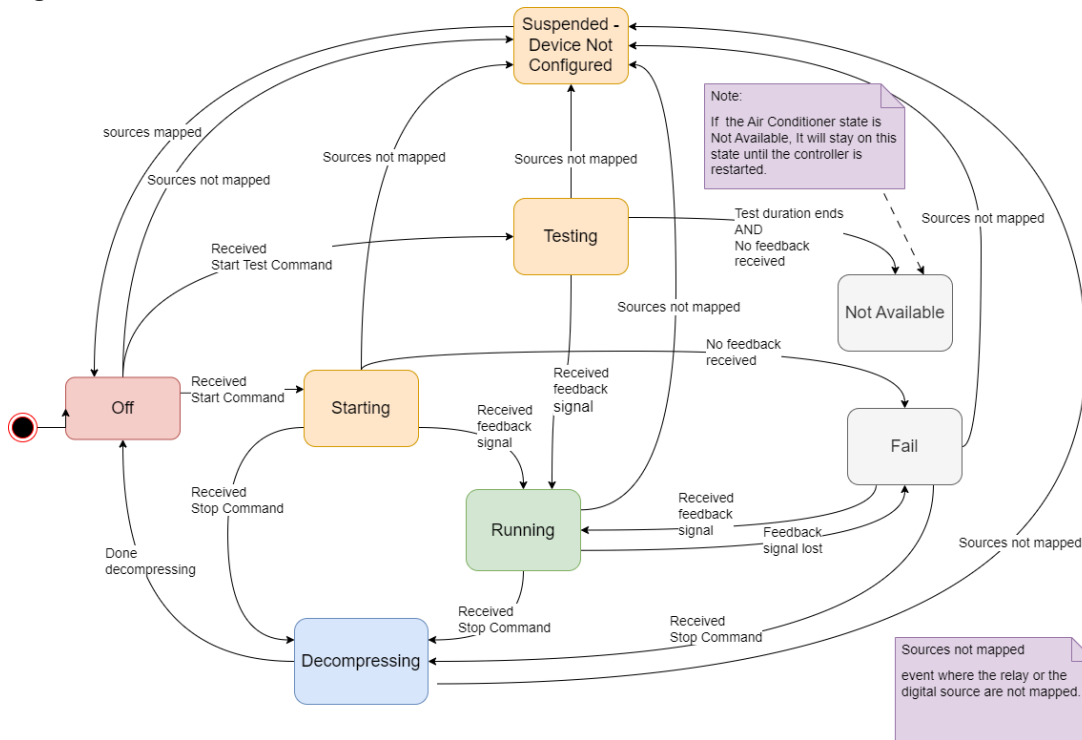 Suspended -
Device Not
Configured
Note:
If  the Air Conditioner state is
Not Available, It will stay on this
state until the controller is
restarted.
sources mapped
Sources not mapped
Sources not mapped
Sources not mapped
Sources not mapped
Test duration ends
AND
No feedback
received
Testing
Received
Start Test Command
Not Available
Sources not mapped
No feedback
received
Received
Start Command
Off
Starting
Received
feedback
signal
Received
feedback
signal
Fail
Received
Stop Command
Running
Received
feedback
signal
Feedback
signal lost
Sources not mapped
Done
decompressing
Received
Stop Command
Received
Stop Command
Decompressing
Sources not mapped
event where the relay or the
digital source are not mapped.